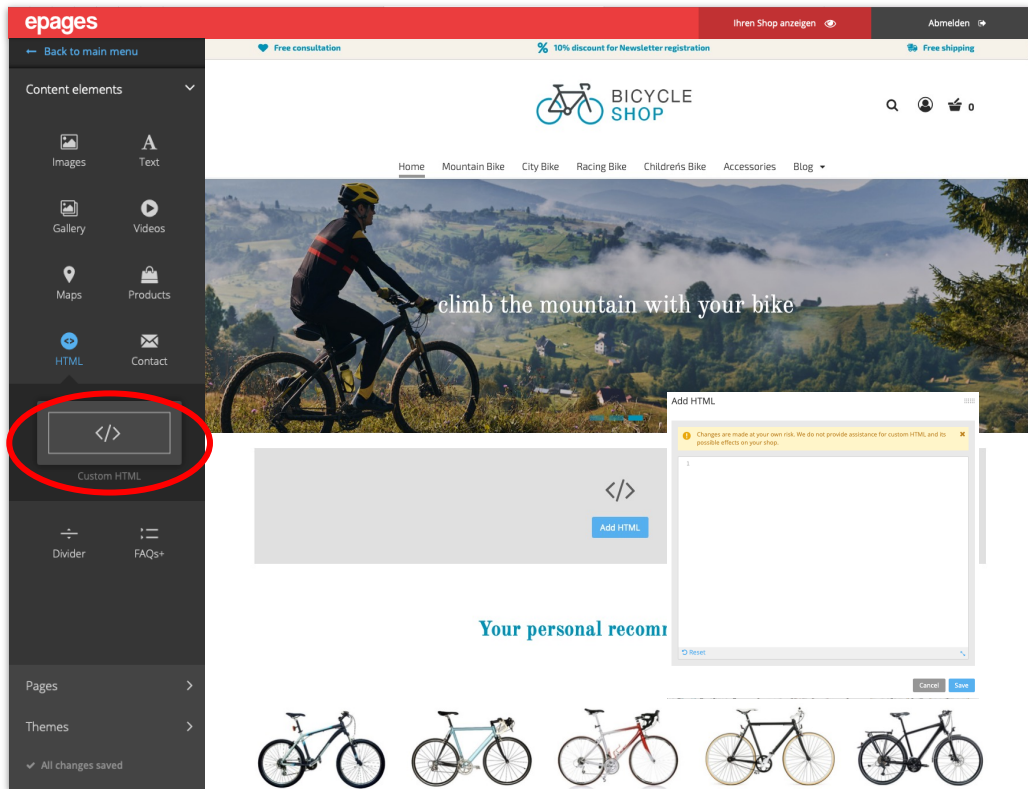 epages
Ihren Shop anzeigen
Abmelden
← Back to main menu
Free consultation
% 10% discount for Newsletter registration
Free shipping
Content elements
BICYCLE
SHOP
0
Images
Text
Home Mountain Bike City Bike Racing Bike Childreńs Bike Accessories Blog
Gallery
Videos
Maps
Products
climb the mountain with your bike
HTML
Contact
</>
Custom HTML
Divider
FAQs+
Add HTML
Changes are made at your own risk. We do not provide assistance for custom HTML and its
possible effects on your shop.
1
Reset
Cancel
Save
</>
Add HTML
Your personal recom
Pages
Themes
All changes saved